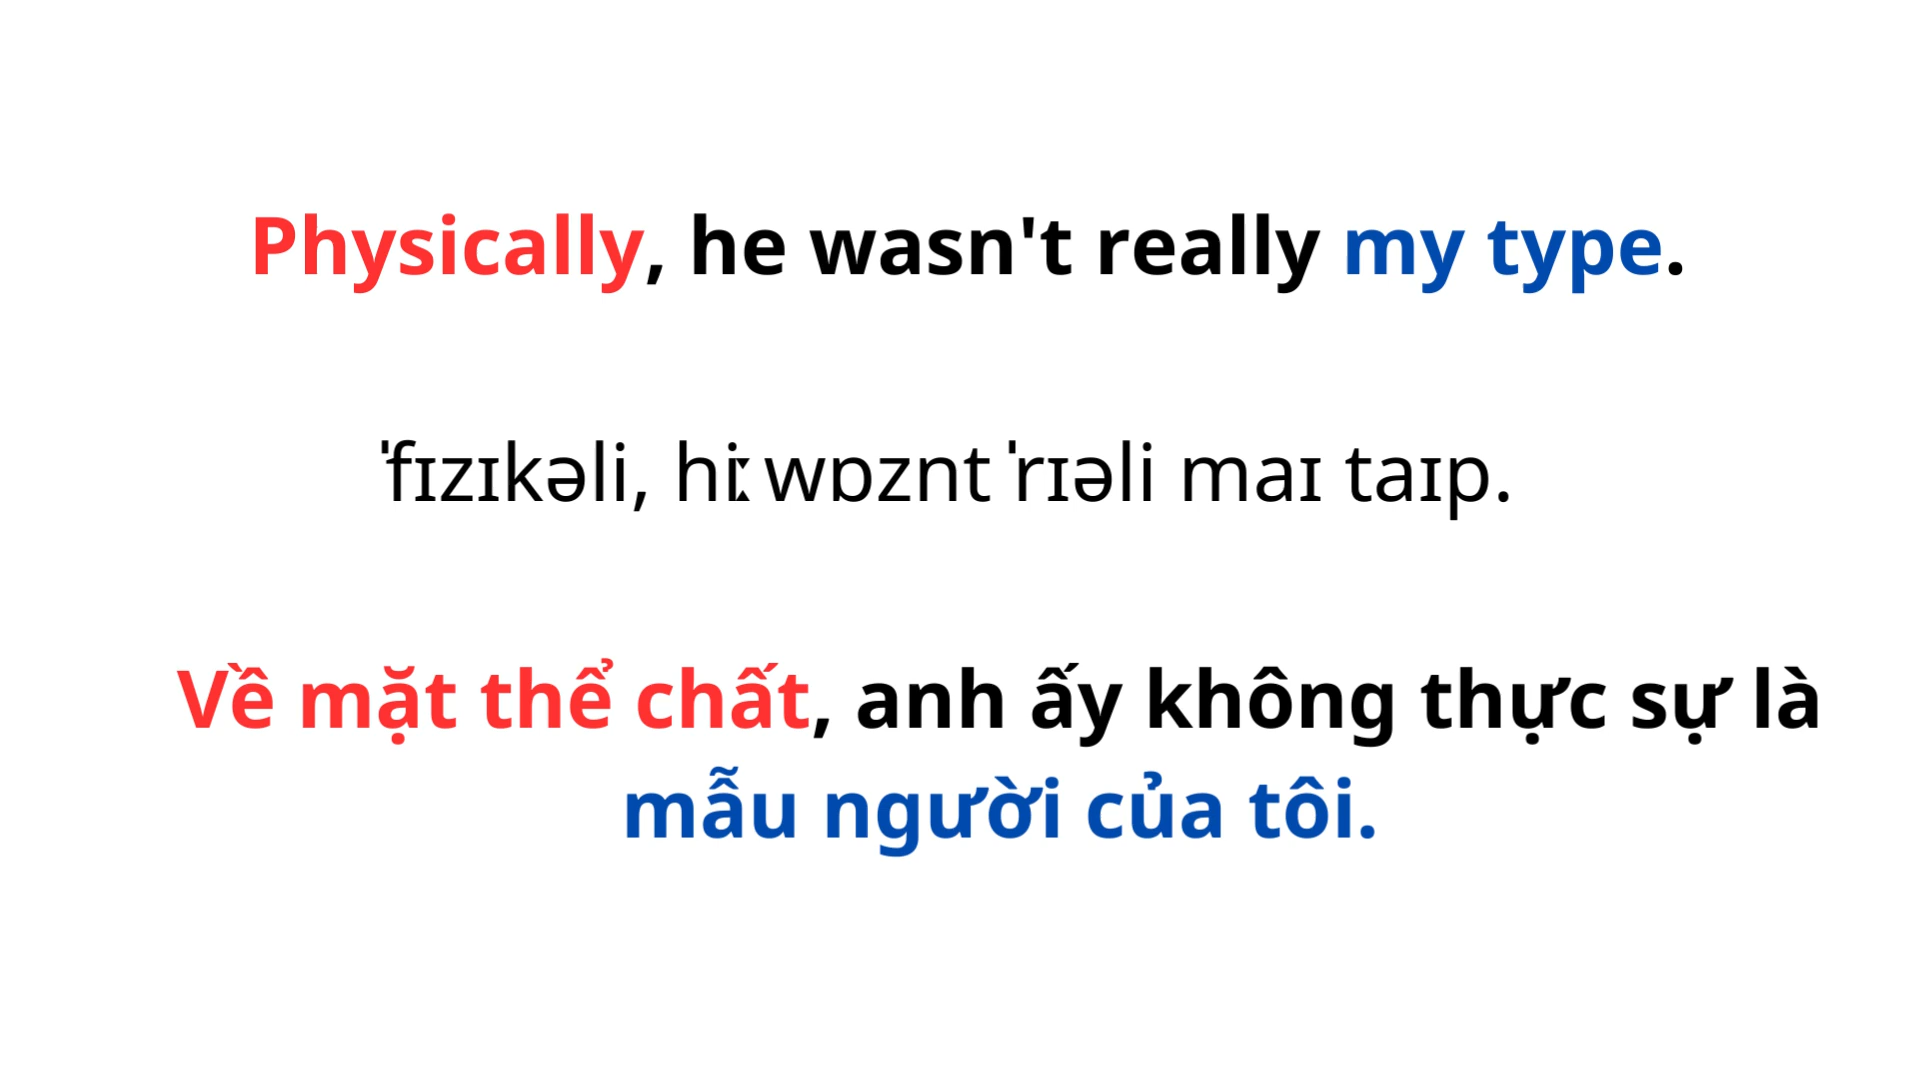 Physically, he wasn't really my type.
ˈfɪzɪkəli, hiː wɒznt ˈrɪəli maɪ taɪp.
Về mặt thể chất, anh ấy không thực sự là
mẫu người của tôi.